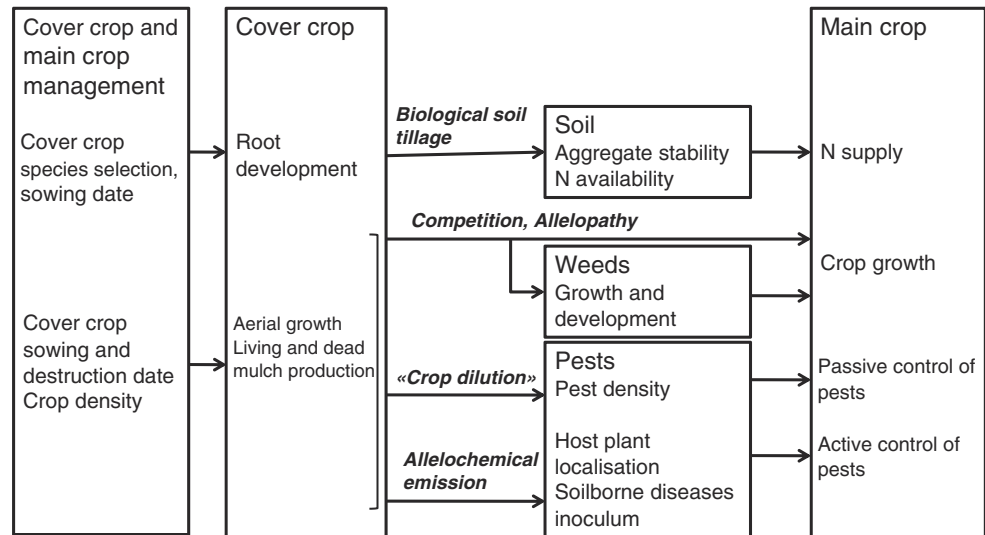 Cover crop and
main crop
management
Cover crop
species selection,
sowing date
Cover crop
sowing and
destruction date
Crop density
Cover crop
Root
development
Aerial growth
Living and dead
mulch production
Biological soil
tillage
Competition, Allelopathy
«Crop dilution»
Allelochemical
emission
Soil
Aggregate stability
N availability
Weeds
Growth and
development
Pests
Pest density
Host plant
localisation
Soilborne diseases
inoculum
Main crop
N supply
Crop growth
Passive control of
pests
Active control of
pests